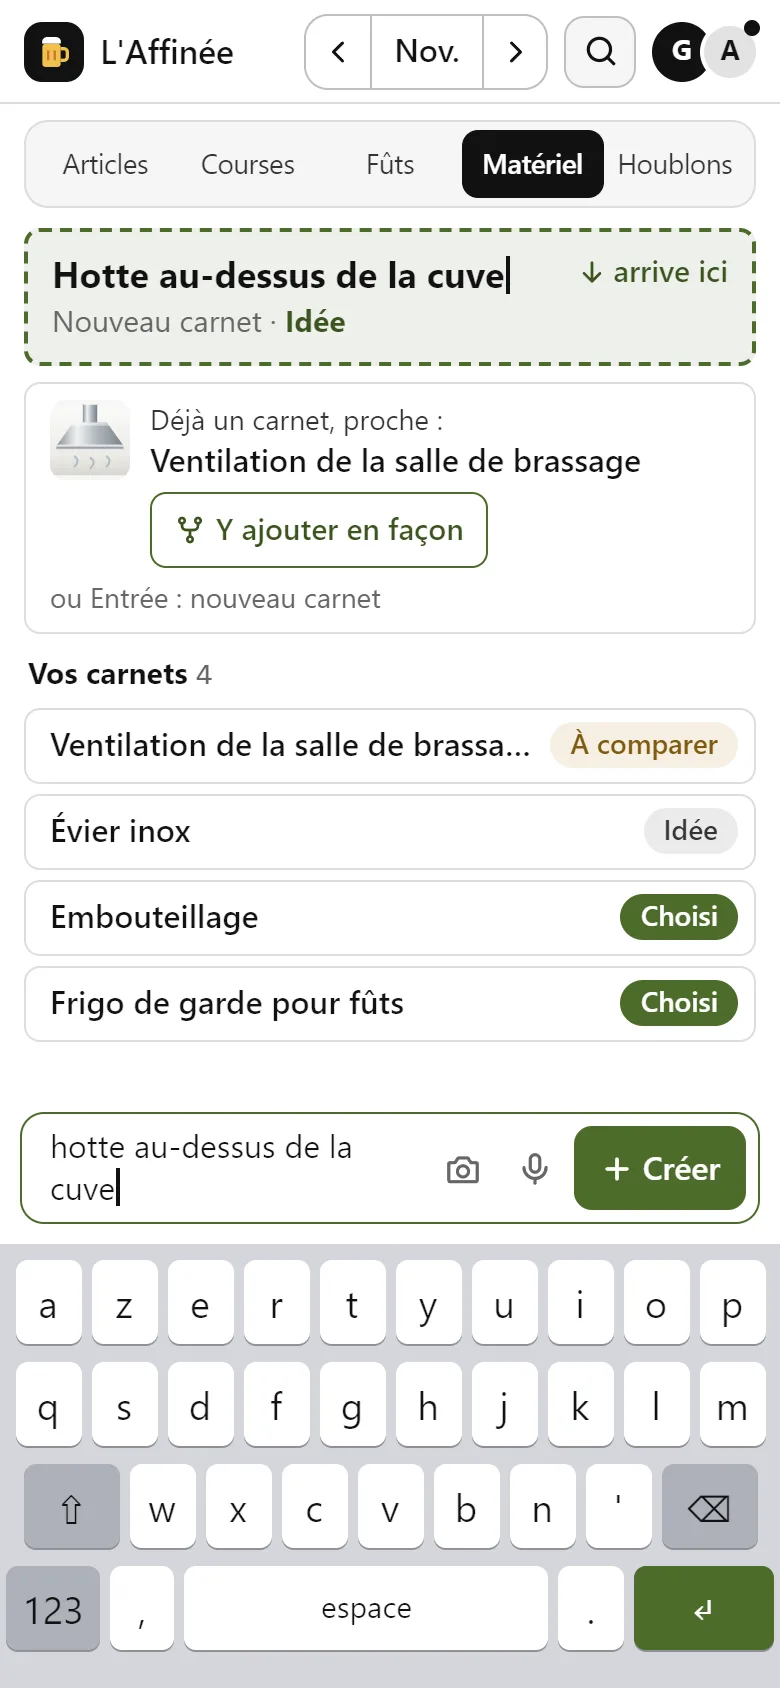 L'Affinée
Nov.
G
A
Articles
Courses
Fûts
Matériel
Houblons
Hotte au-dessus de la cuve
↓ arrive ici
Nouveau carnet · Idée
Déjà un carnet, proche :
Ventilation de la salle de brassage
Y ajouter en façon
ou Entrée : nouveau carnet
Vos carnets 4
Ventilation de la salle de brassa...
À comparer
Évier inox
Idée
Embouteillage
Choisi
Frigo de garde pour fûts
Choisi
hotte au-dessus de la
cuve
+ Créer
a z e r t y u i o p
q s d f g h j k l m
⇧ w x c v b n ' ⌫
123 , espace . ↵